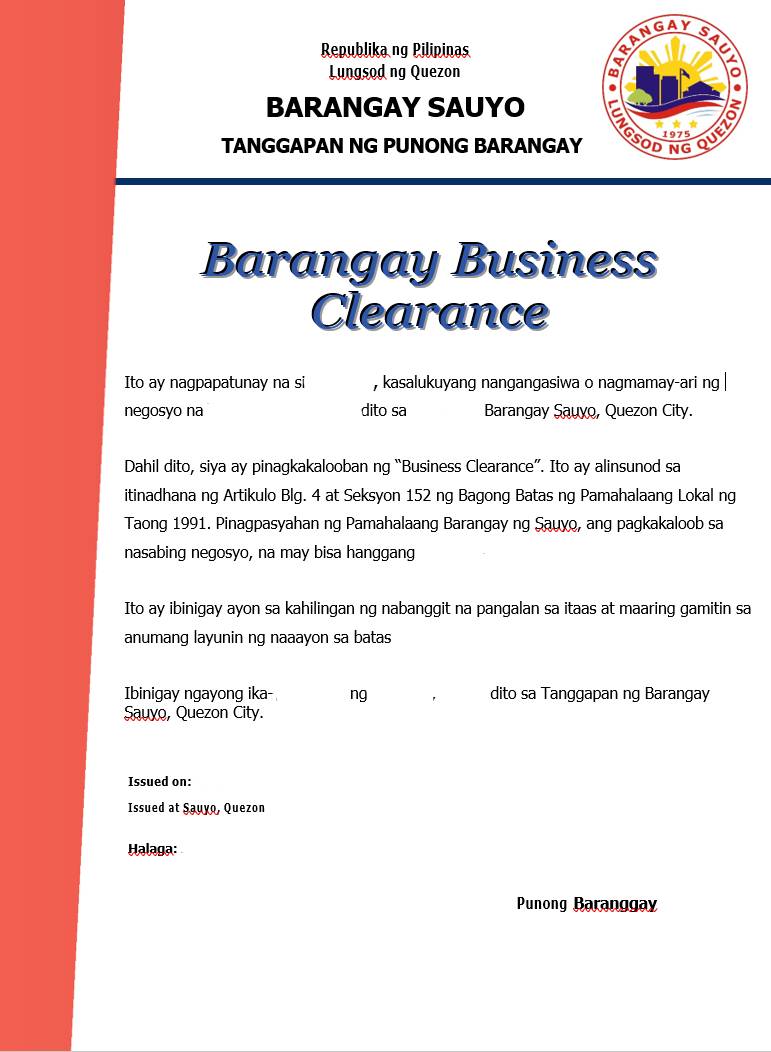 Republika ng Pilipinas
Lungsod ng Quezon
BARANGAY SAUYO
TANGGAPAN NG PUNONG BARANGAY
BARANGAY SAUYO
1975
LUNGSOD NG QUEZON
Barangay Business
Clearance
Ito ay nagpapatunay na si , kasalukuyang nangangasiwa o nagmamay-ari ng
negosyo na dito sa Barangay Sauyo, Quezon City.
Dahil dito, siya ay pinagkakalooban ng “Business Clearance”. Ito ay alinsunod sa
itinadhana ng Artikulo Blg. 4 at Seksyon 152 ng Bagong Batas ng Pamahalaang Lokal ng
Taong 1991. Pinagpasyahan ng Pamahalaang Barangay ng Sauyo, ang pagkakaloob sa
nasabing negosyo, na may bisa hanggang
Ito ay ibinigay ayon sa kahilingan ng nabanggit na pangalan sa itaas at maaring gamitin sa
anumang layunin ng naaayon sa batas
Ibinigay ngayong ika- ng , dito sa Tanggapan ng Barangay
Sauyo, Quezon City.
Issued on:
Issued at Sauyo, Quezon
Halaga:
Punong Baranggay